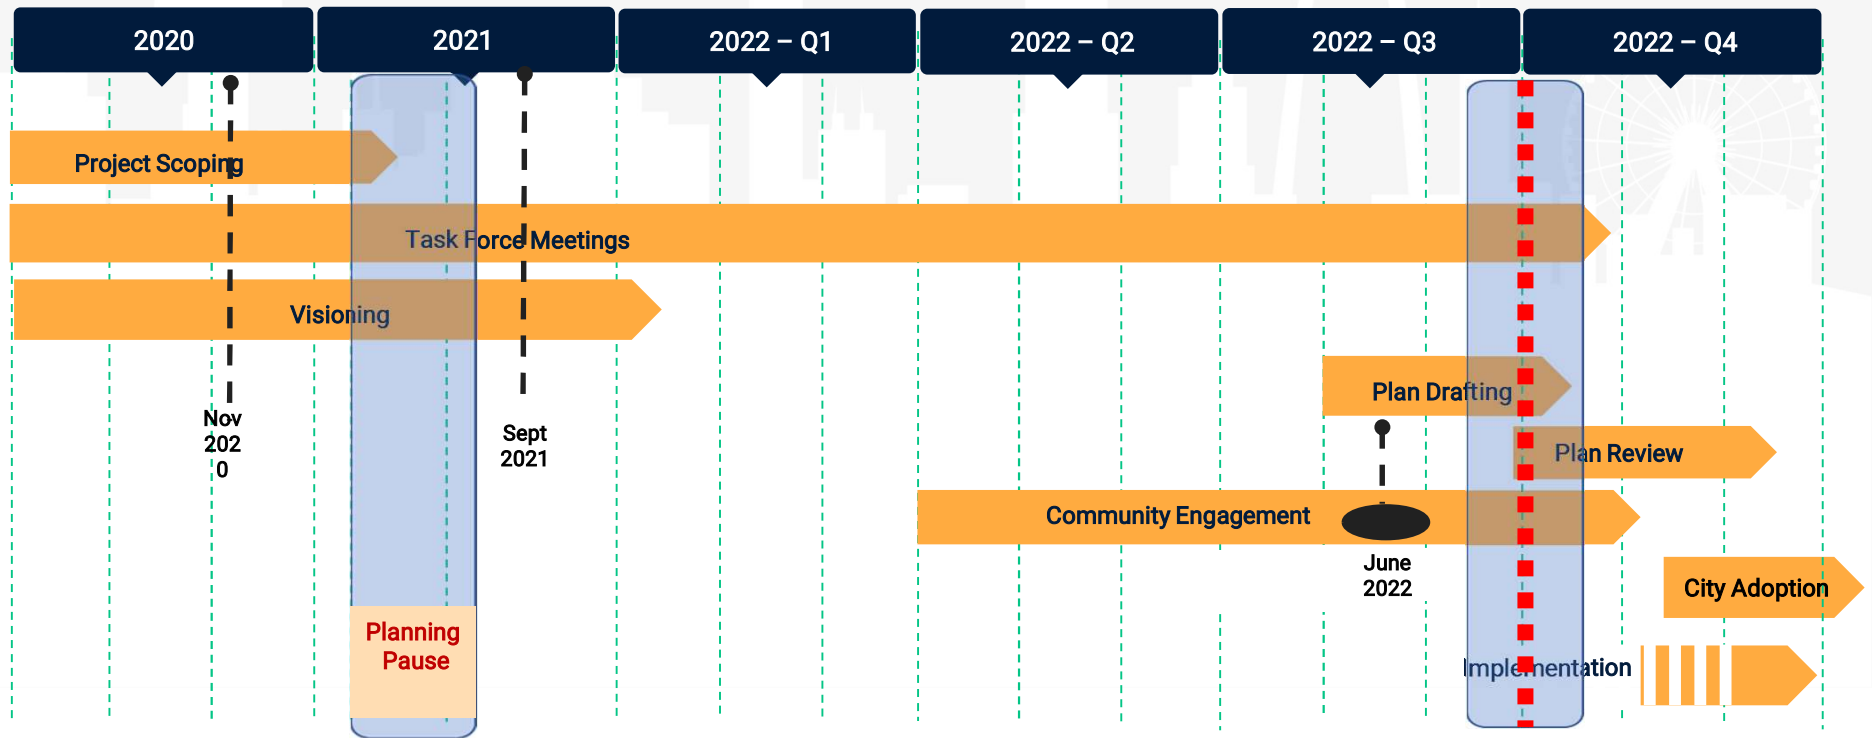 2020
2021
2022 – Q1
2022 – Q2
2022 – Q3
2022 – Q4
Project Scoping
Task Force Meetings
Visioning
Plan Drafting
Nov
202
0
Sept
2021
Plan Review
Community Engagement
June
2022
City Adoption
Planning
Pause
Implementation